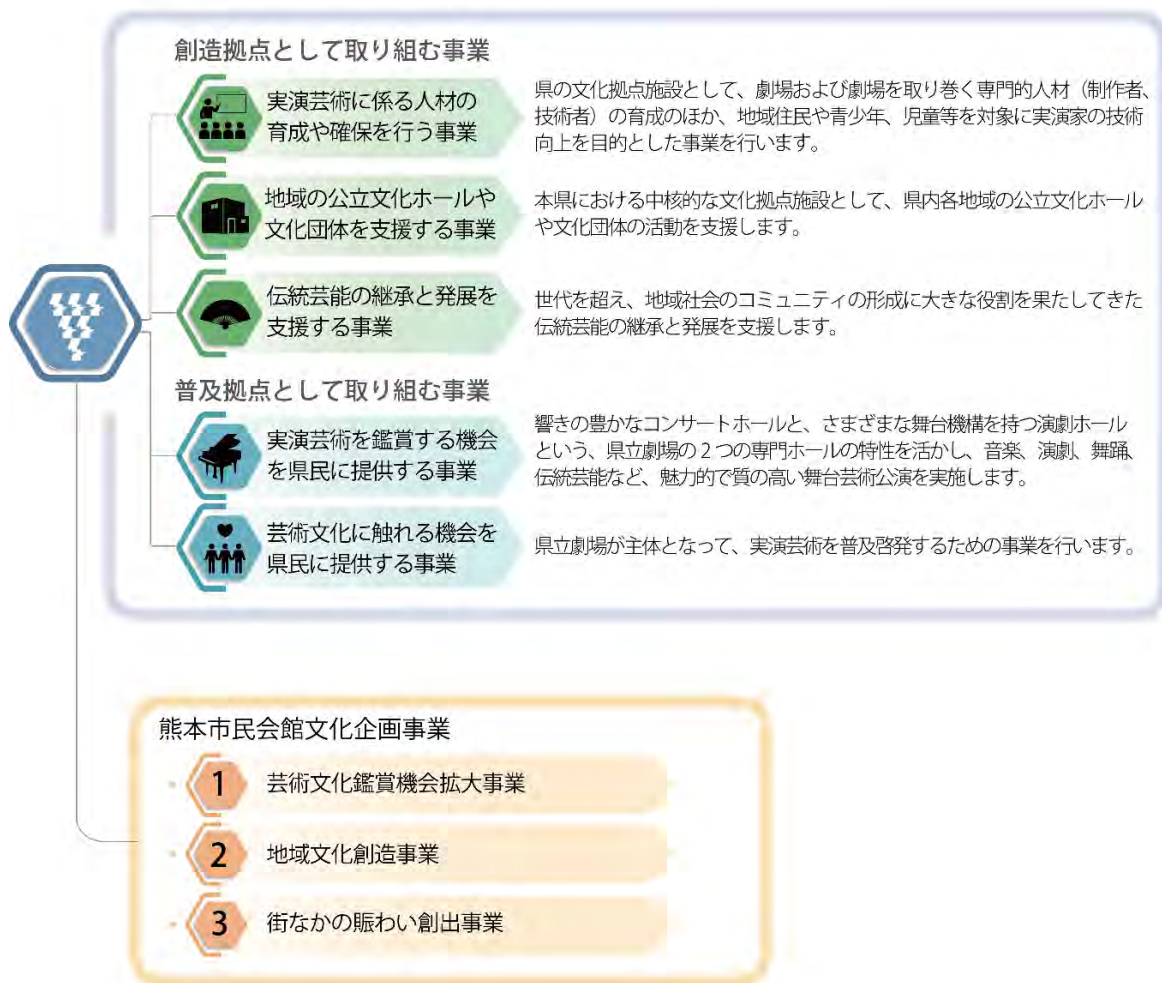 創造拠点として取り組む事業
実演芸術に係る人材の
育成や確保を行う事業
県の文化拠点施設として、劇場および劇場を取り巻く専門的人材（制作者、
技術者）の育成のほか、地域住民や青少年、児童等を対象に実演家の技術
向上を目的とした事業を行います。
地域の公立文化ホールや
文化団体を支援する事業
本県における中核的な文化拠点施設として、県内各地域の公立文化ホール
や文化団体の活動を支援します。
伝統芸能の継承と発展を
支援する事業
世代を超え、地域社会のコミュニティの形成に大きな役割を果たしてきた
伝統芸能の継承と発展を支援します。
普及拠点として取り組む事業
実演芸術を鑑賞する機会
を県民に提供する事業
響きの豊かなコンサートホールと、さまざまな舞台機構を持つ演劇ホール
という、県立劇場の２つの専門ホールの特性を活かし、音楽、演劇、舞踊、
伝統芸能など、魅力的で質の高い舞台芸術公演を実施します。
芸術文化に触れる機会を
県民に提供する事業
県立劇場が主体となって、実演芸術を普及啓発するための事業を行います。
熊本市民会館文化企画事業
1 芸術文化鑑賞機会拡大事業
2 地域文化創造事業
3 街なかの賑わい創出事業